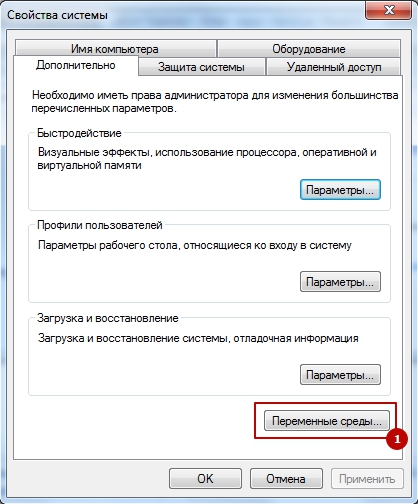 Свойства системы
Имя компьютера
Оборудование
Дополнительно
Защита системы
Удаленный доступ
Необходимо иметь права администратора для изменения большинства
перечисленных параметров.
Быстродействие
Визуальные эффекты, использование процессора, оперативной и
виртуальной памяти
Параметры...
Профили пользователей
Параметры рабочего стола, относящиеся ко входу в систему
Параметры...
Загрузка и восстановление
Загрузка и восстановление системы, отладочная информация
Параметры...
Переменные среды...
1
OK
Отмена
Применить